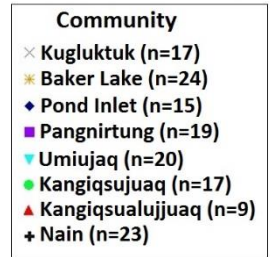 Community
Kugluktuk (n=17)
Baker Lake (n=24)
Pond Inlet (n=15)
Pangnirtung (n=19)
Umiujaq (n=20)
Kangiqsujuaq (n=17)
Kangiqsualujjuaq (n=9)
Nain (n=23)